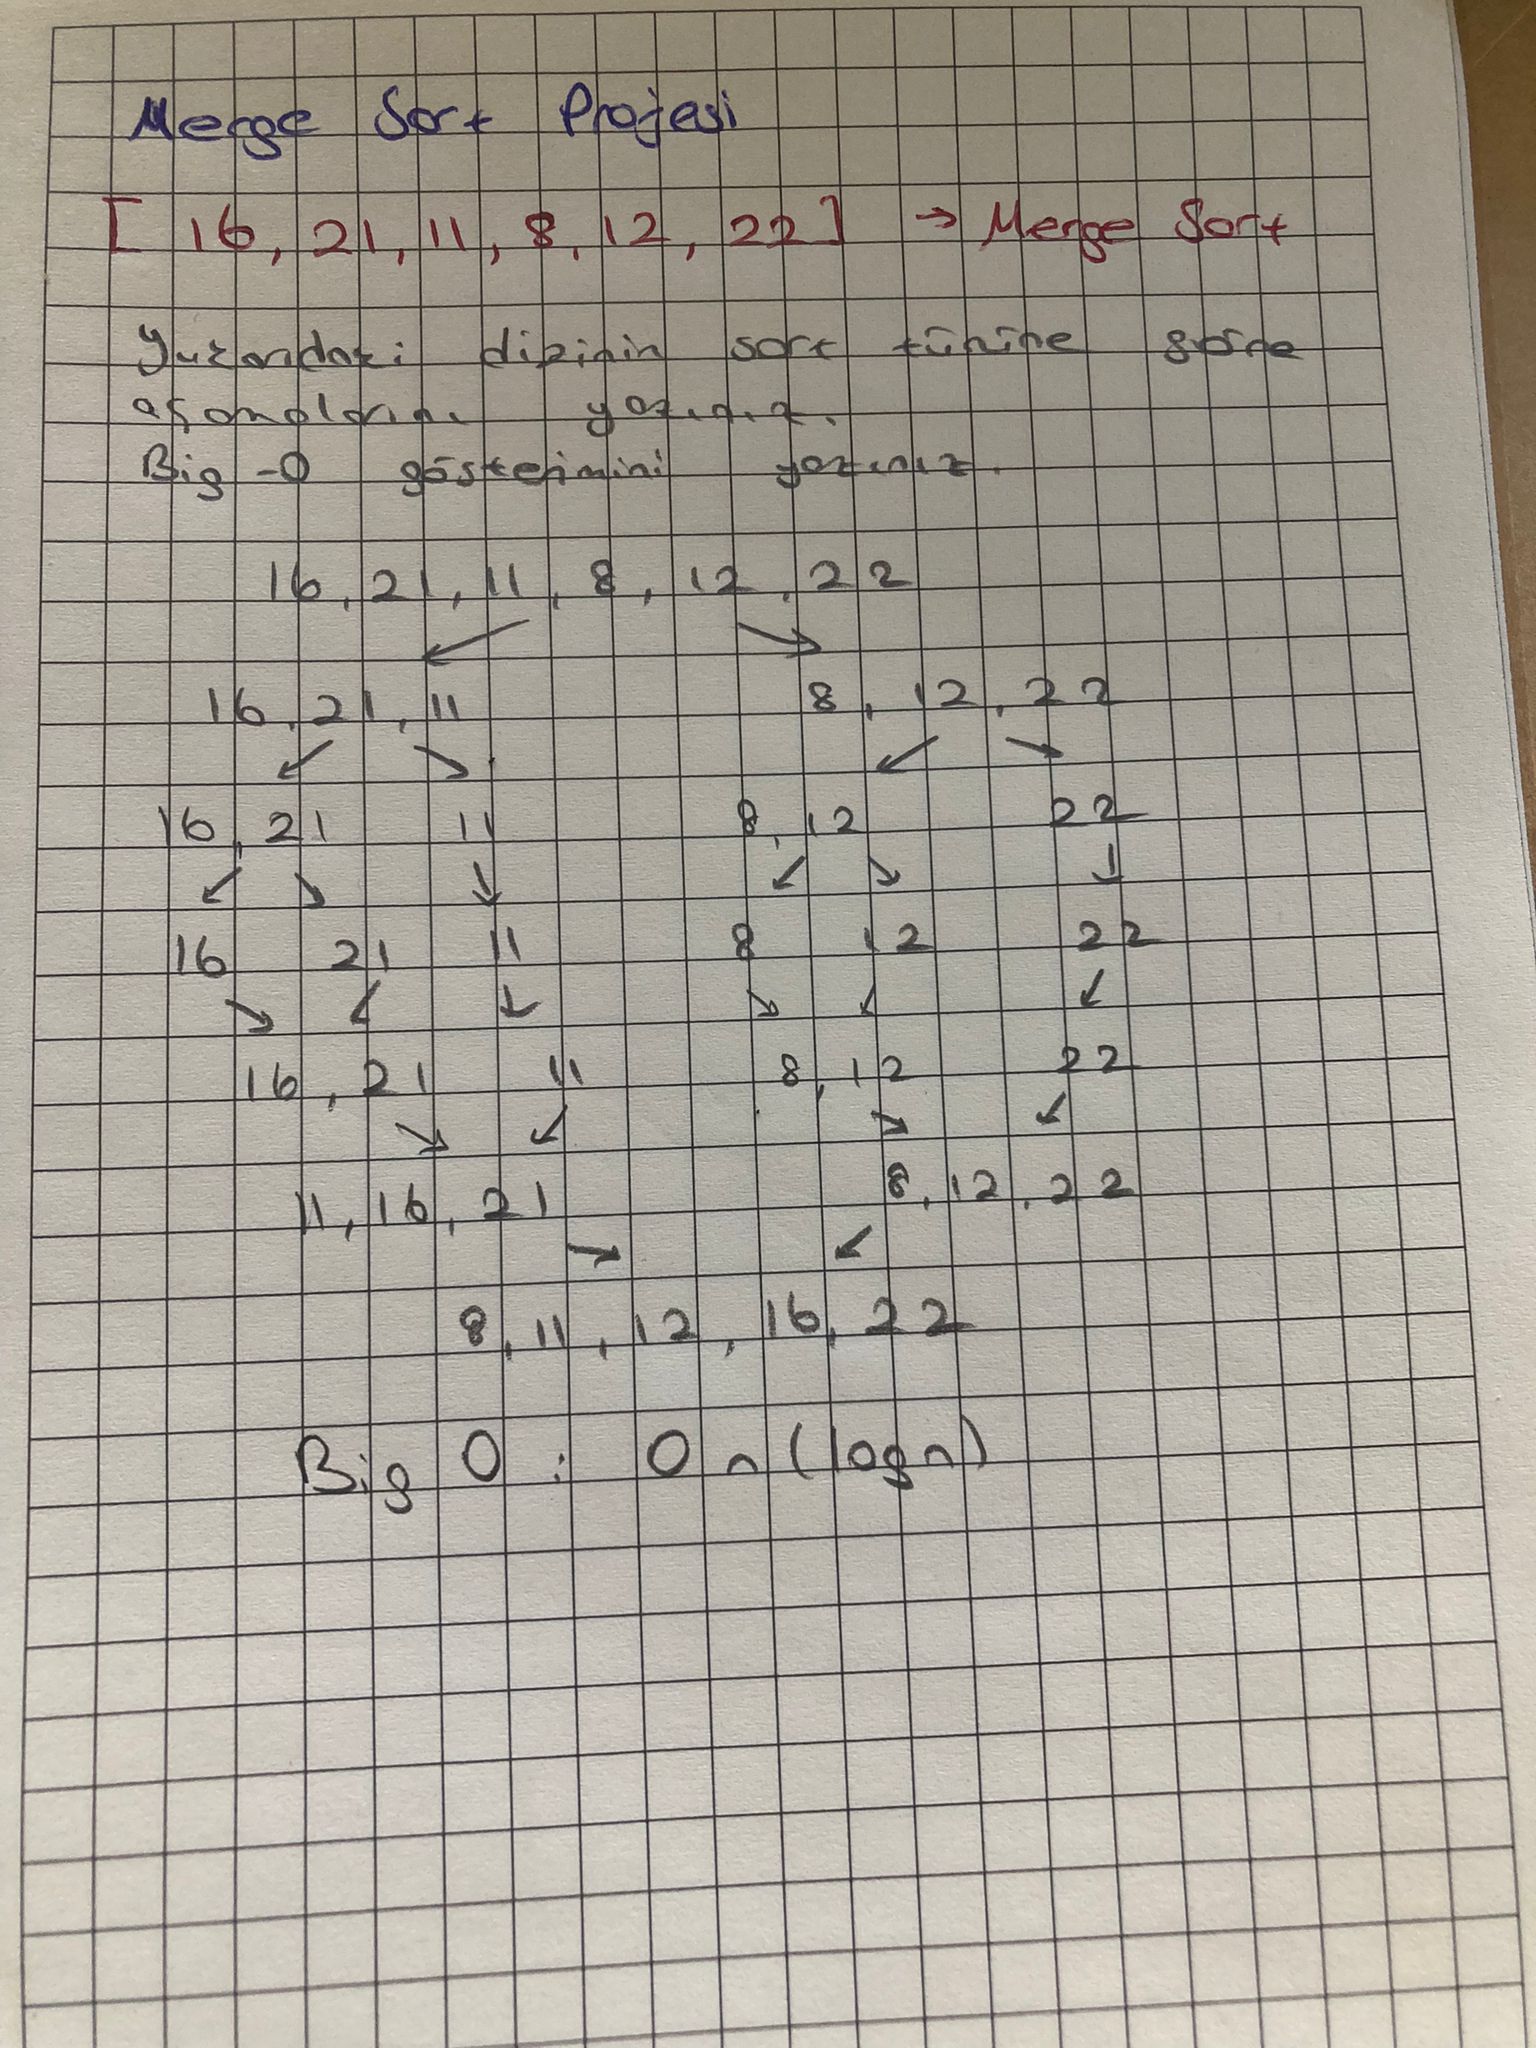 Merge Sort Projesi
[ 16, 21, 11, 8, 12, 22 ] → Merge Sort
Yukarıdaki dizinin sort türüne göre
aşamalarını yazınız.
Big-O gösterimini yazınız.
16, 21, 11, 8, 12, 22
16, 21, 11 8, 12, 22
16, 21 11 8, 12 22
16 21 11 8 12 22
16, 21 11 8, 12 22
11, 16, 21 8, 12, 22
8, 11, 12, 16, 22
Big O : O n (logn)